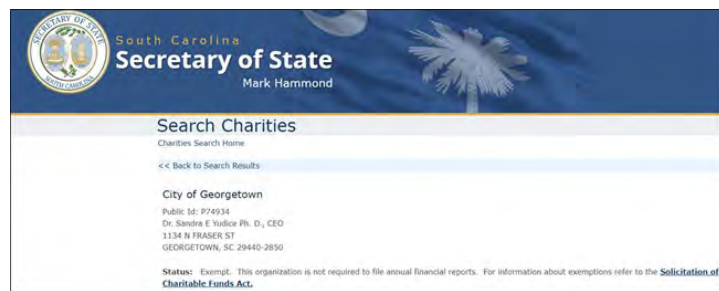 South Carolina
Secretary of State
Mark Hammond
Search Charities
Charities Search Home
<< Back to Search Results
City of Georgetown
Public Id: P74934
Dr. Sandra E Yudice Ph. D., CEO
1134 N FRASER ST
GEORGETOWN, SC 29440-2850
Status: Exempt. This organization is not required to file annual financial reports. For information about exemptions refer to the Solicitation of
Charitable Funds Act.